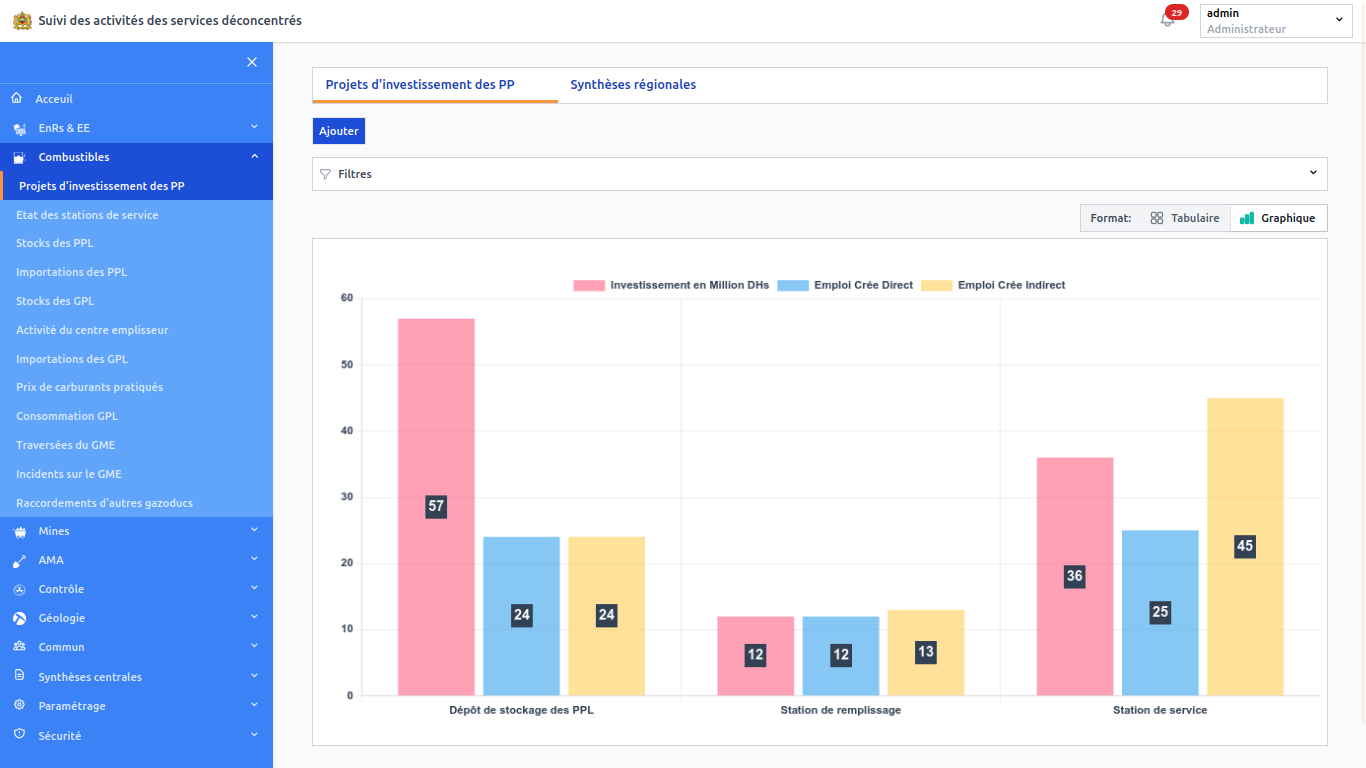 Suivi des activités des services déconcentrés
29
admin
Administrateur
Acceuil
EnRs & EE
Combustibles
Projets d'investissement des PP
Etat des stations de service
Stocks des PPL
Importations des PPL
Stocks des GPL
Activité du centre emplisseur
Importations des GPL
Prix de carburants pratiqués
Consommation GPL
Traversées du GME
Incidents sur le GME
Raccordements d'autres gazoducs
Mines
AMA
Contrôle
Géologie
Commun
Synthèses centrales
Paramétrage
Sécurité
Projets d'investissement des PP Synthèses régionales
Ajouter
Filtres
Format: Tabulaire Graphique
Investissement en Million DHs Emploi Crée Direct Emploi Crée Indirect
60
50
40
30
20
10
0
57 24 24
12 12 13
36 25 45
Dépôt de stockage des PPL Station de remplissage Station de service